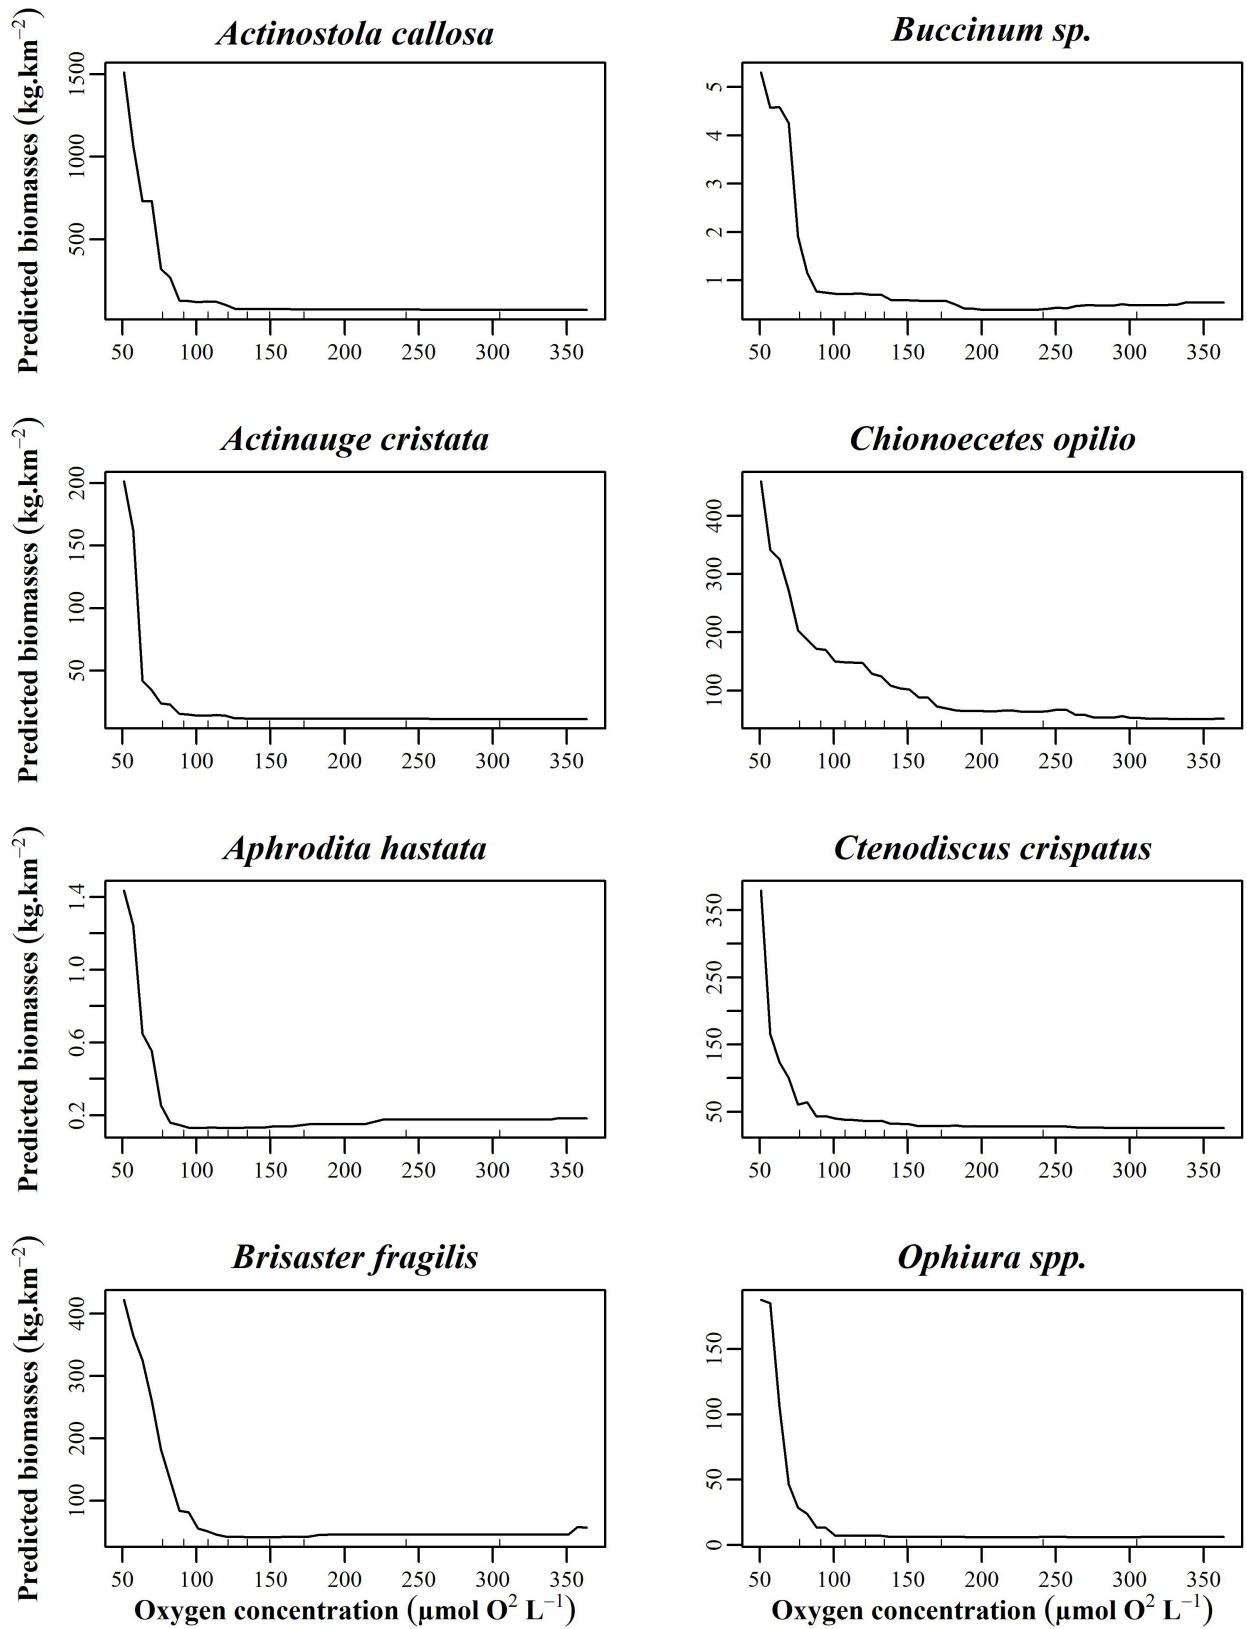 Actinostola callosa
Predicted biomasses (kg.km−2)
1500
1000
500
50 100 150 200 250 300 350
Buccinum sp.
5
4
3
2
1
50 100 150 200 250 300 350
Actinauge cristata
Predicted biomasses (kg.km−2)
200
150
100
50
50 100 150 200 250 300 350
Chionoecetes opilio
400
300
200
100
50 100 150 200 250 300 350
Aphrodita hastata
Predicted biomasses (kg.km−2)
1.4
1.0
0.6
0.2
50 100 150 200 250 300 350
Ctenodiscus crispatus
350
250
150
50
50 100 150 200 250 300 350
Brisaster fragilis
Predicted biomasses (kg.km−2)
400
300
200
100
50 100 150 200 250 300 350
Oxygen concentration (µmol O2 L−1)
Ophiura spp.
150
100
50
0
50 100 150 200 250 300 350
Oxygen concentration (µmol O2 L−1)